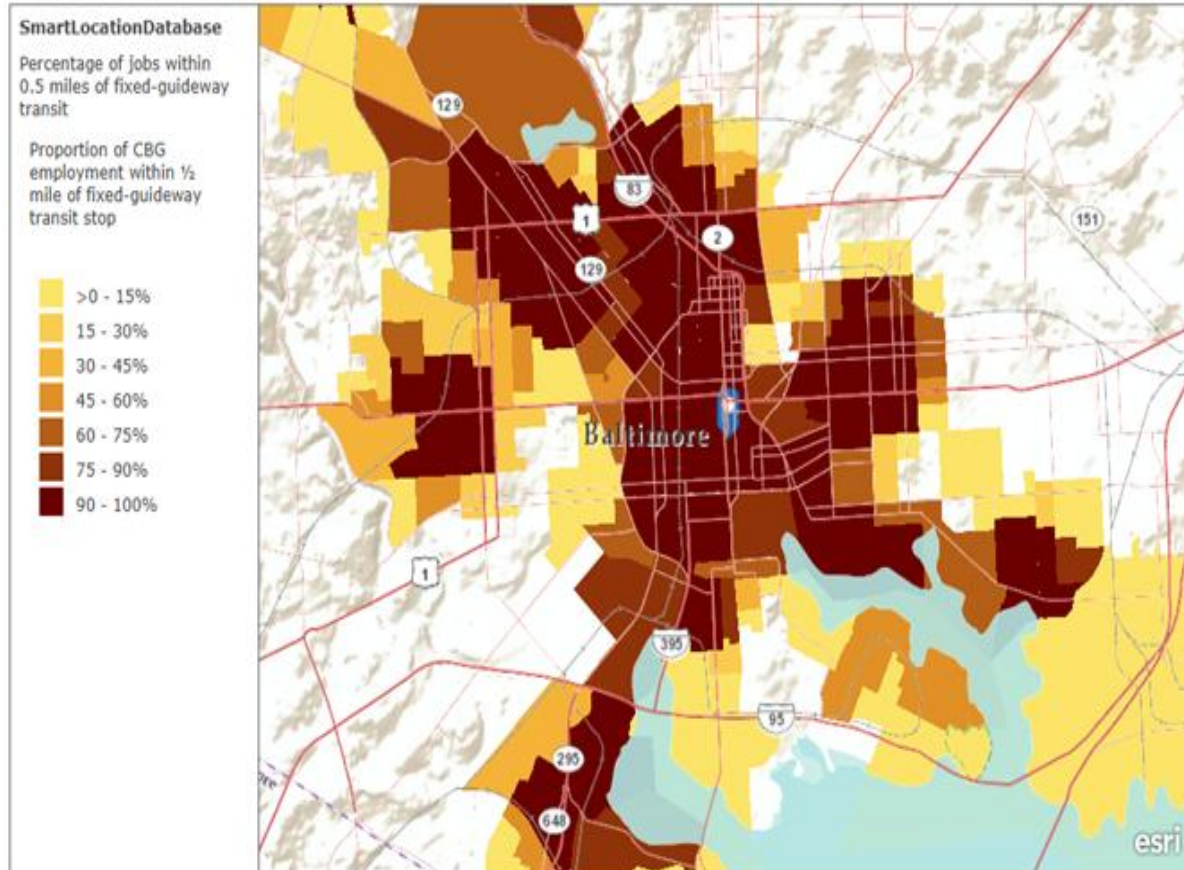 SmartLocationDatabase
Percentage of jobs within
0.5 miles of fixed-guideway
transit
Proportion of CBG
employment within ½
mile of fixed-guideway
transit stop
>0 - 15%
15 - 30%
30 - 45%
45 - 60%
60 - 75%
75 - 90%
90 - 100%
129
83
1
2
151
129
Baltimore
1
395
95
295
648
esri